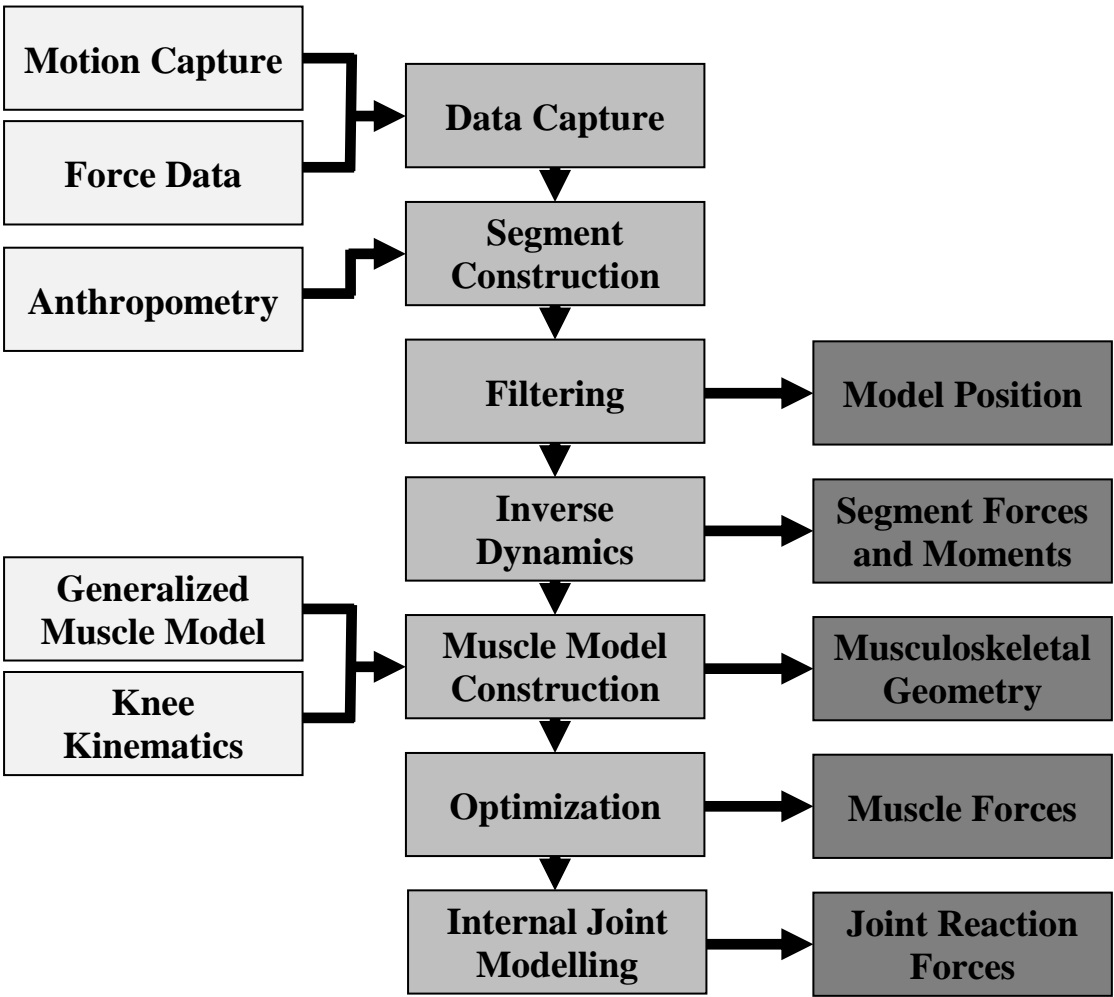 Motion Capture
Data Capture
Force Data
Segment
Construction
Anthropometry
Filtering
Model Position
Inverse
Dynamics
Segment Forces
and Moments
Generalized
Muscle Model
Muscle Model
Construction
Musculoskeletal
Geometry
Knee
Kinematics
Optimization
Muscle Forces
Internal Joint
Modelling
Joint Reaction
Forces